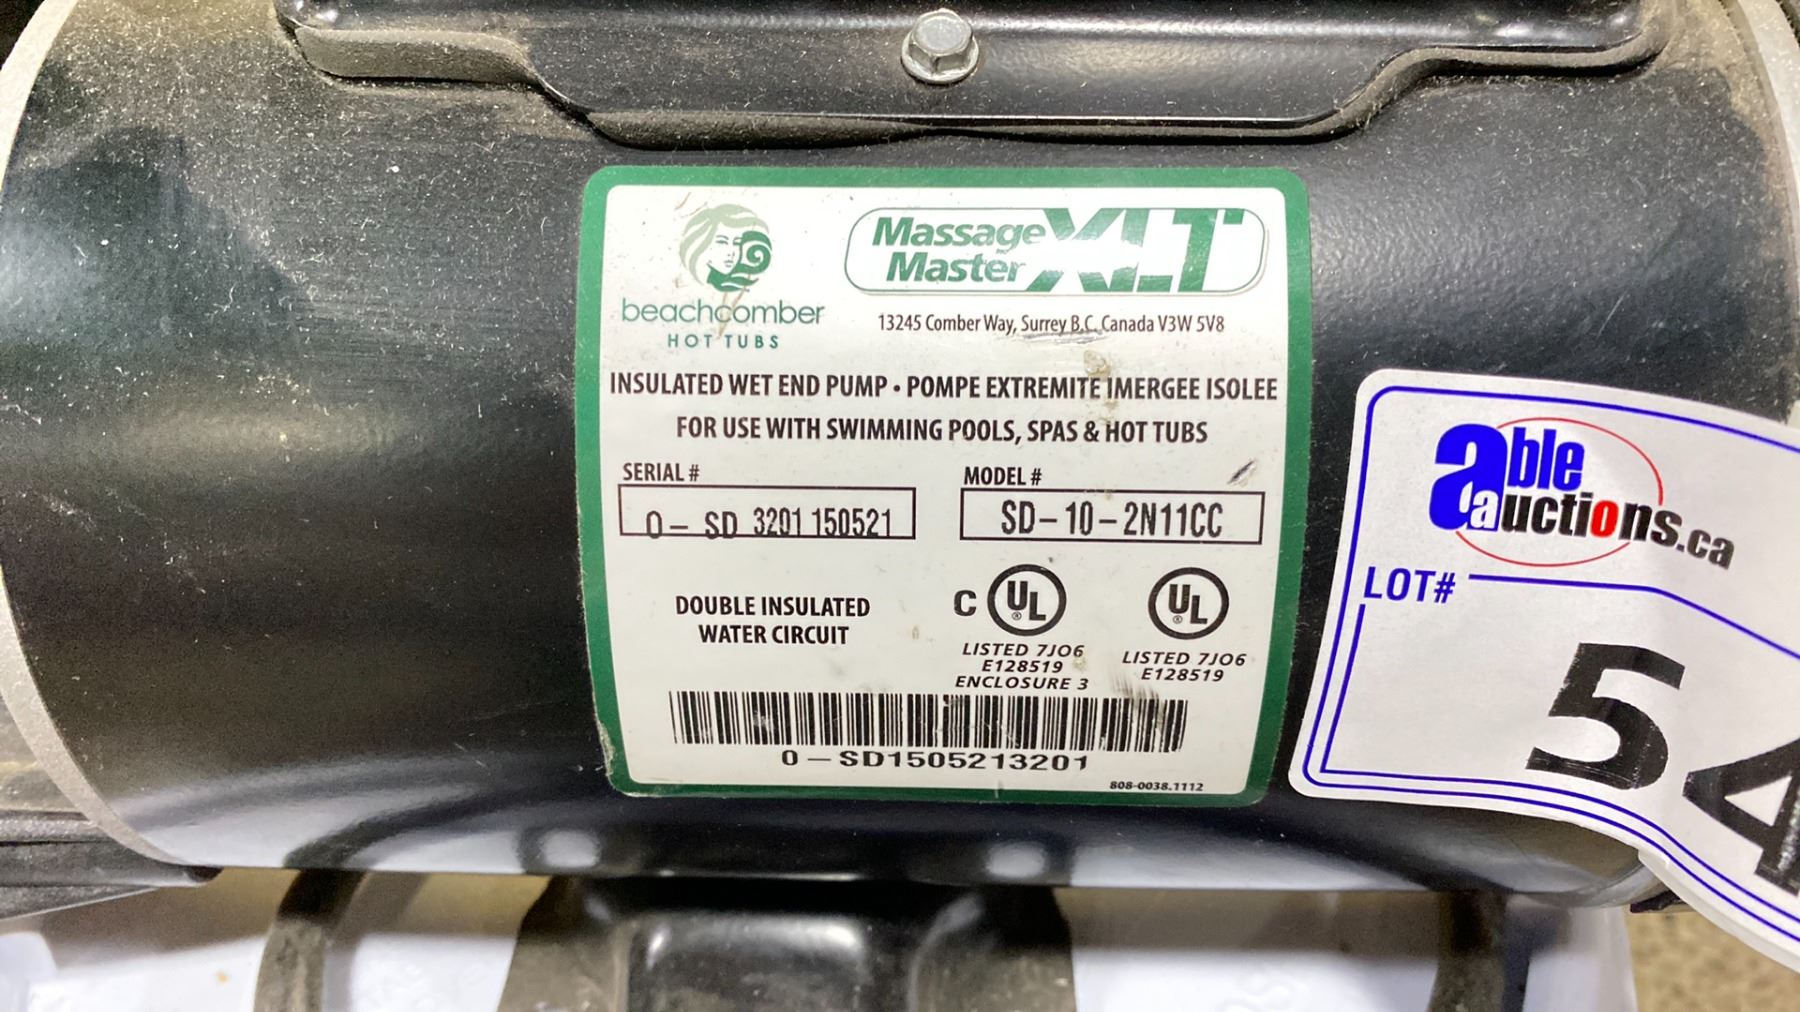 beachcomber
HOT TUBS
Massage
Master
XLT
13245 Comber Way, Surrey B.C. Canada V3W 5V8
INSULATED WET END PUMP • POMPE EXTREMITE IMERGEE ISOLEE
FOR USE WITH SWIMMING POOLS, SPAS & HOT TUBS
SERIAL #
0 - SD 3201 150521
MODEL #
SD-10-2N11CC
DOUBLE INSULATED
WATER CIRCUIT
C UL ®
LISTED 7JO6
E128519
ENCLOSURE 3
UL ®
LISTED 7JO6
E128519
0-SD1505213201
808-0038.1112
able
auctions.ca
LOT#
54